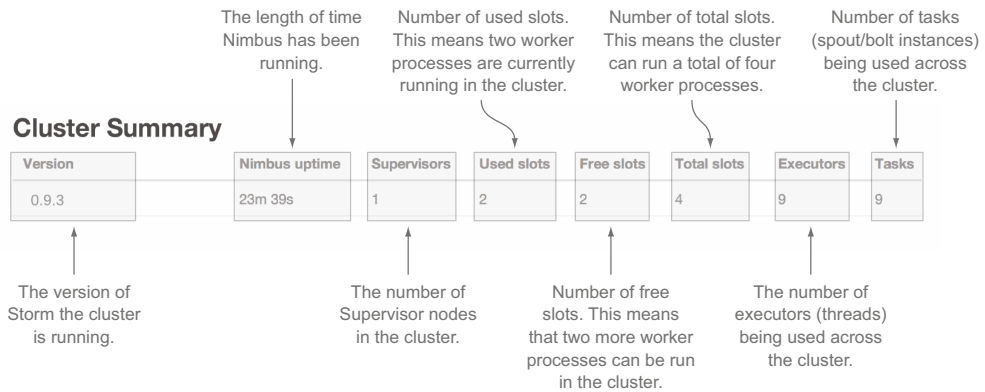 The length of time
Nimbus has been
running.
Number of used slots.
This means two worker
processes are currently
running in the cluster.
Number of total slots.
This means the cluster
can run a total of four
worker processes.
Number of tasks
(spout/bolt instances)
being used across
the cluster.
Cluster Summary
Version Nimbus uptime Supervisors Used slots Free slots Total slots Executors Tasks
0.9.3 23m 39s 1 2 2 4 9 9
The version of
Storm the cluster
is running.
The number of
Supervisor nodes
in the cluster.
Number of free
slots. This means
that two more worker
processes can be run
in the cluster.
The number of
executors (threads)
being used across
the cluster.